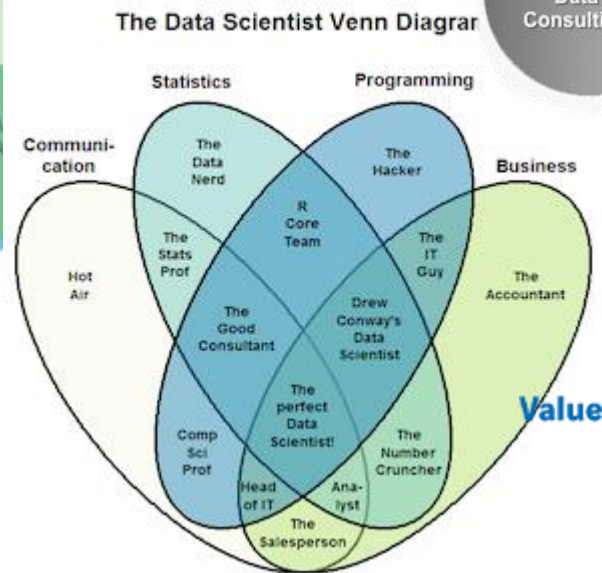 Data
Consulti
The Data Scientist Venn Diagram
Statistics
Programming
Communi-
cation
Business
The
Data
Nerd
The
Hacker
R
Core
Team
The
Stats
Prof
The
IT
Guy
Hot
Air
The
Accountant
The
Good
Consultant
Drew
Conway's
Data
Scientist
The
perfect
Data
Scientist!
Value
Comp
Sci
Prof
The
Number
Cruncher
Head
of IT
Ana-
lyst
The
Salesperson